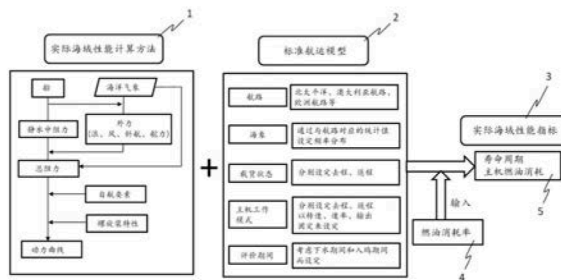 1
实际海域性能计算方法
船
海洋气象
静水中阻力
外力
(浪、风、斜航、舵力)
总阻力
自航要素
螺旋桨特性
动力曲线
+
2
标准航运模型
航路
北太平洋、澳大利亚航路、
欧洲航路等
海象
通过与航路对应的统计值
设定频率分布
载货状态
分别设定去程、返程
主机工作
模式
分别设定去程、返程
以转速、速率、输出
固定来设定
评价期间
考虑下水期间和入坞期间
而设定
3
实际海域性能指标
寿命周期
主机燃油消耗
5
输入
燃油消耗率
4